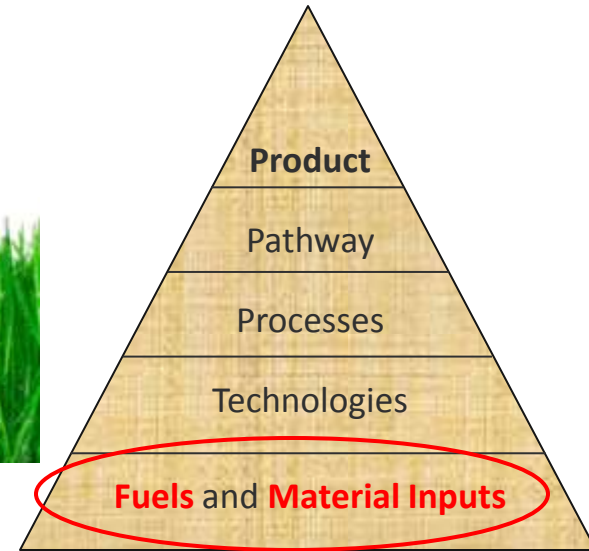 Product
Pathway
Processes
Technologies
Fuels and Material Inputs